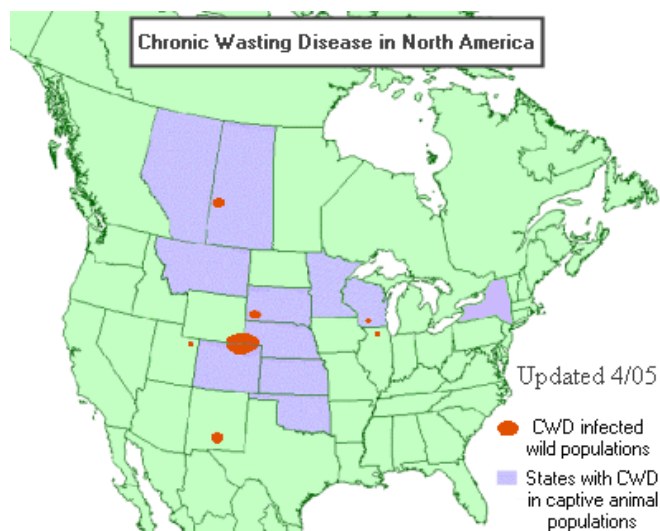 Chronic Wasting Disease in North America
Updated 4/05
CWD infected
wild populations
States with CWD
in captive animal
populations